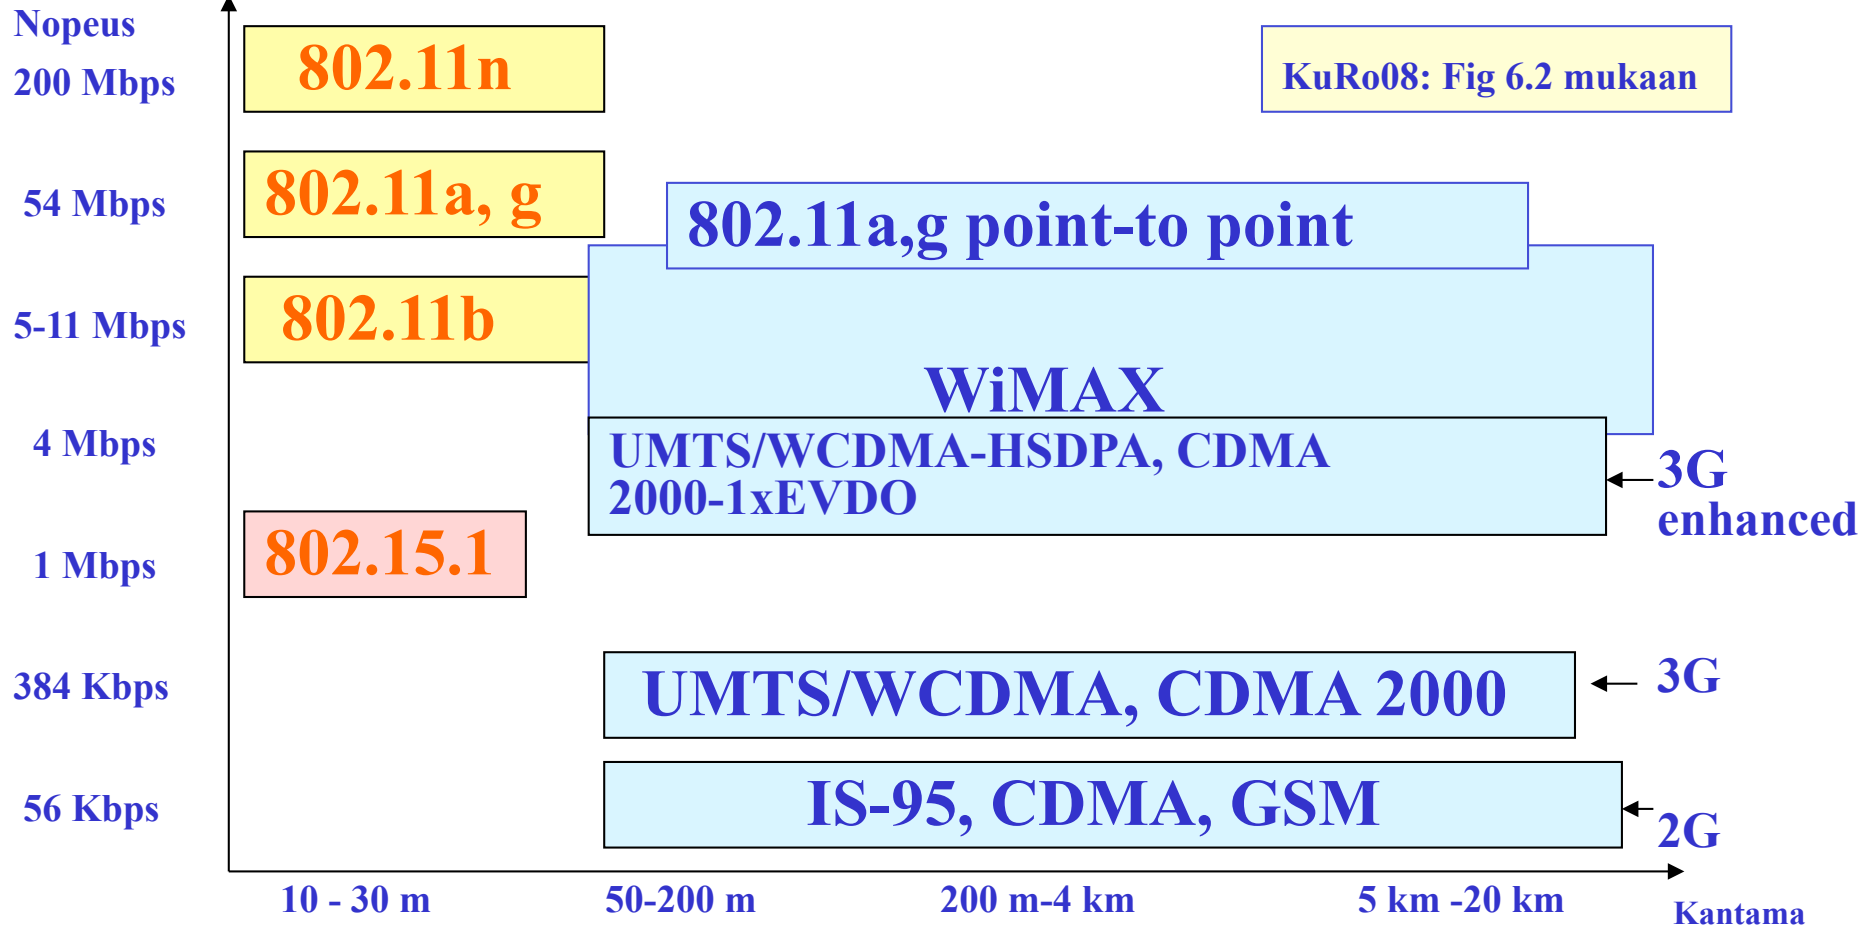 Nopeus
200 Mbps
802.11n
KuRo08: Fig 6.2 mukaan
54 Mbps
802.11a, g
802.11a,g point-to point
5-11 Mbps
802.11b
WiMAX
4 Mbps
UMTS/WCDMA-HSDPA, CDMA
2000-1xEVDO
3G
enhanced
1 Mbps
802.15.1
384 Kbps
UMTS/WCDMA, CDMA 2000
3G
56 Kbps
IS-95, CDMA, GSM
2G
10 - 30 m
50-200 m
200 m-4 km
5 km -20 km
Kantama